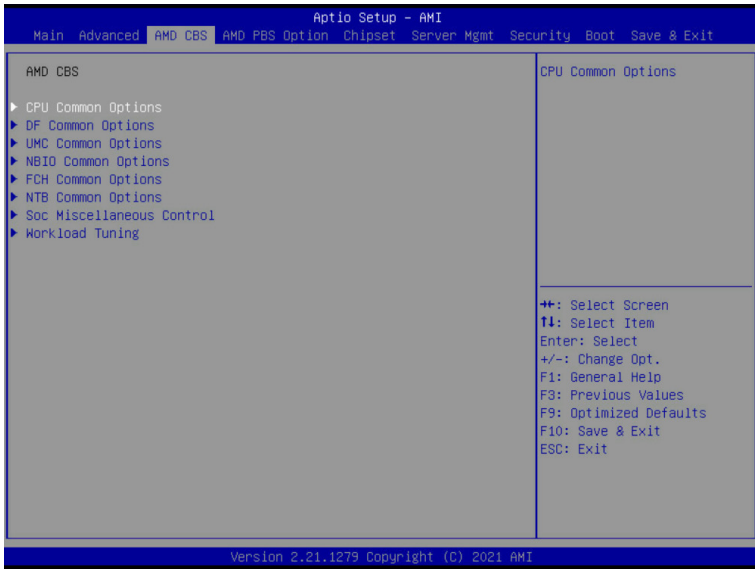 Aptio Setup - AMI
Main Advanced AMD CBS AMD PBS Option Chipset Server Mgmt Security Boot Save & Exit
AMD CBS
CPU Common Options
DF Common Options
UMC Common Options
NBIO Common Options
FCH Common Options
NTB Common Options
Soc Miscellaneous Control
Workload Tuning
CPU Common Options
→←: Select Screen
↑↓: Select Item
Enter: Select
+/-: Change Opt.
F1: General Help
F3: Previous Values
F9: Optimized Defaults
F10: Save & Exit
ESC: Exit
Version 2.21.1279 Copyright (C) 2021 AMI